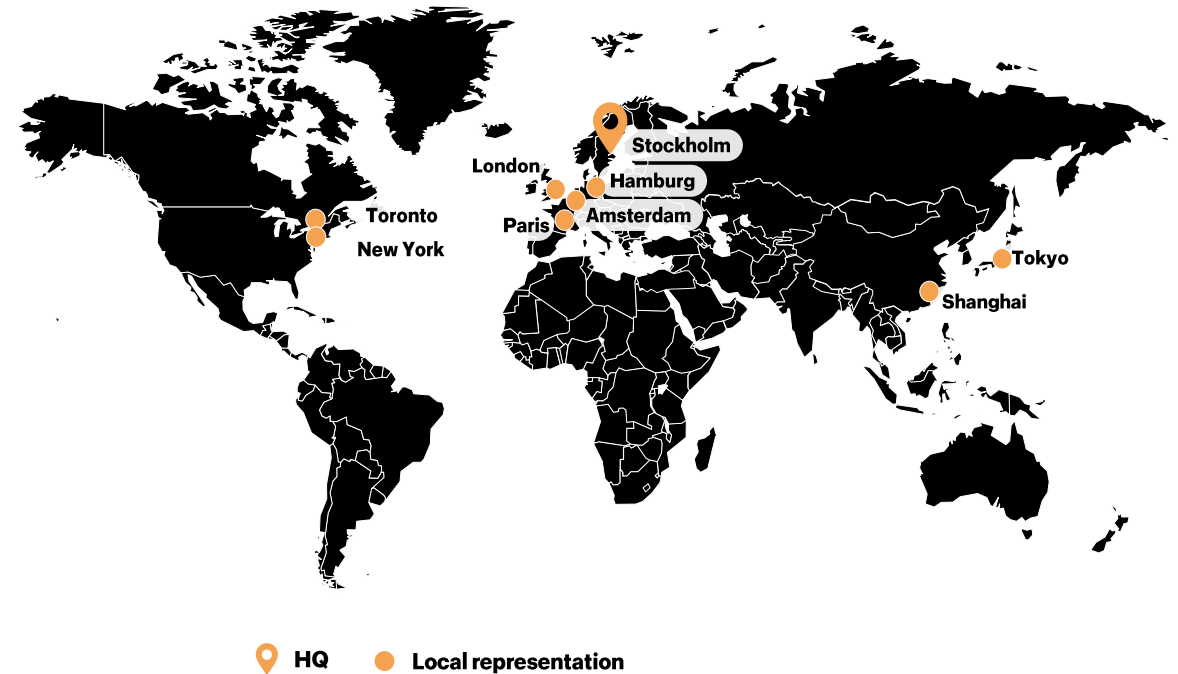 Stockholm
London
Hamburg
Amsterdam
Paris
Toronto
New York
Tokyo
Shanghai
HQ
Local representation